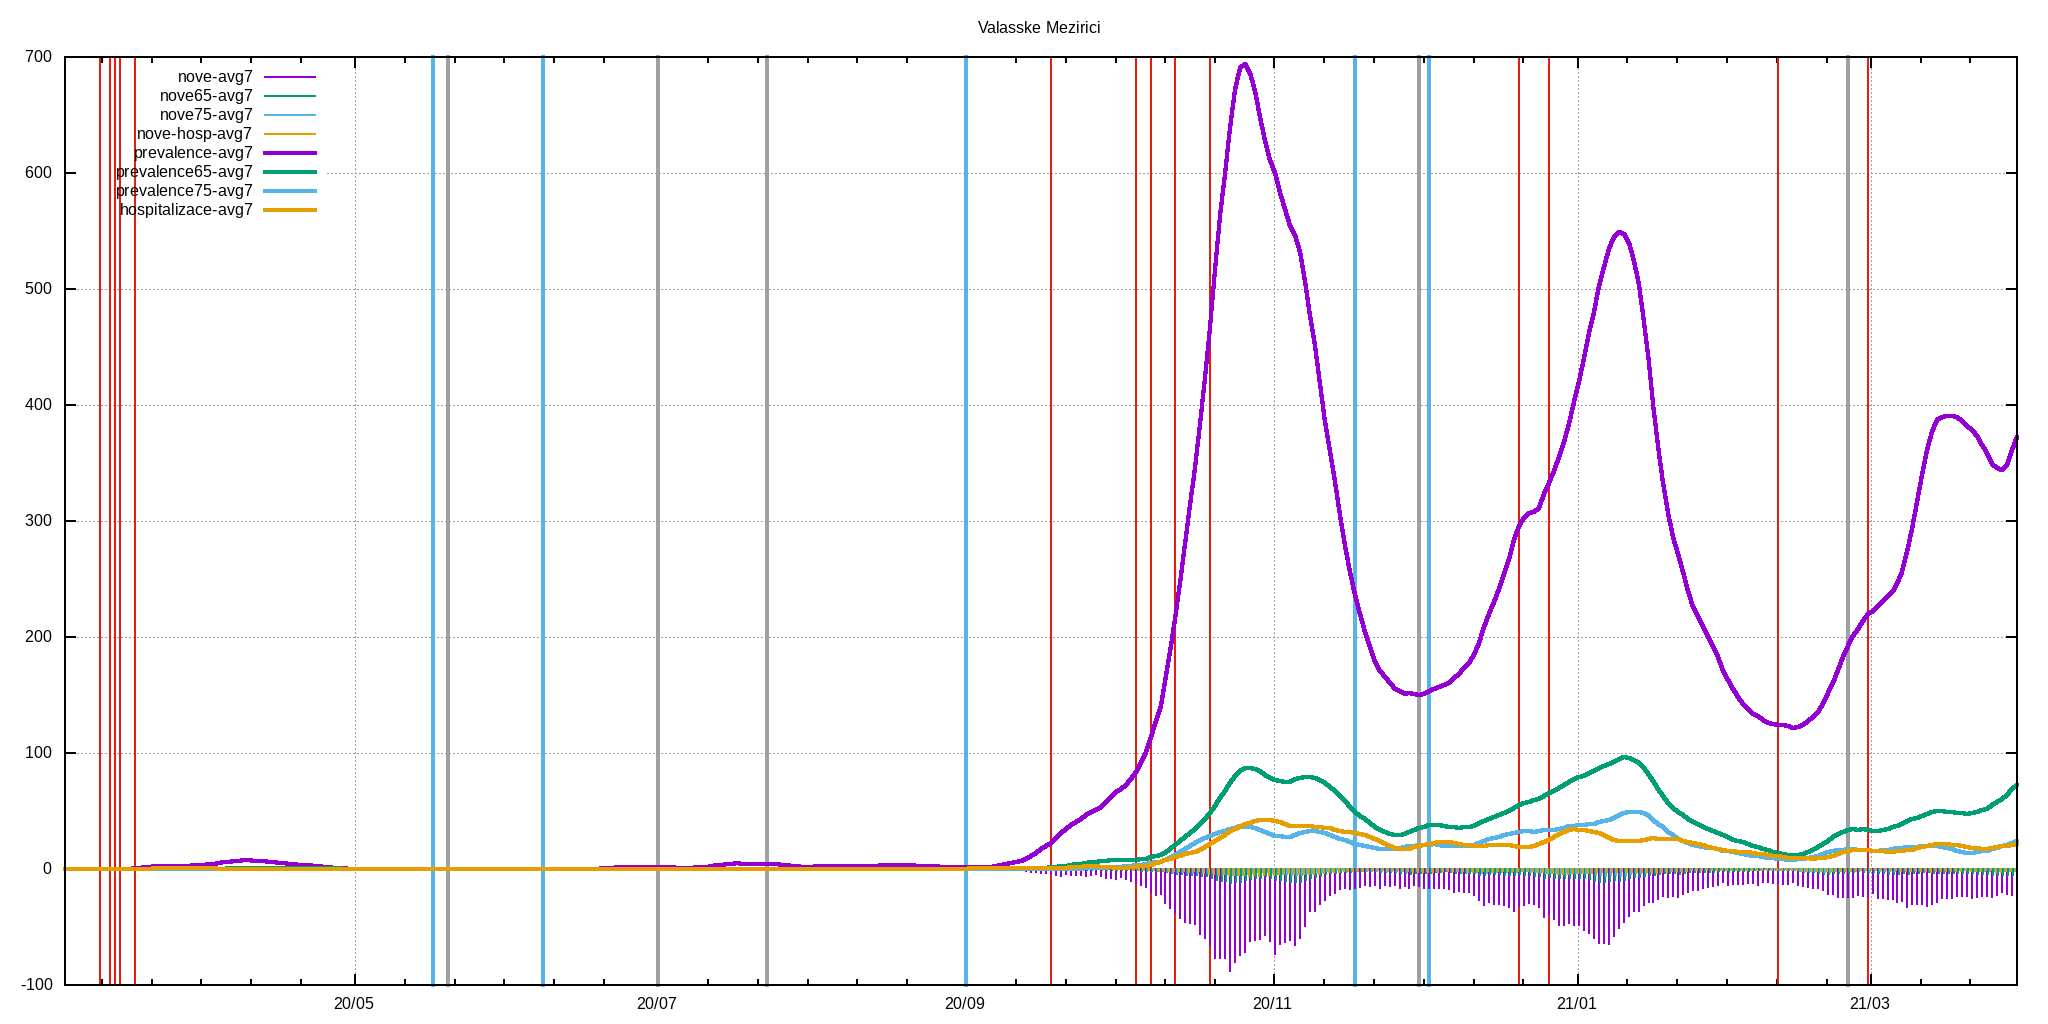 Valasske Mezirici
700
600
500
400
300
200
100
0
-100
nove-avg7
nove65-avg7
nove75-avg7
nove-hosp-avg7
prevalence-avg7
prevalence65-avg7
prevalence75-avg7
hospitalizace-avg7
20/05 20/07 20/09 20/11 21/01 21/03